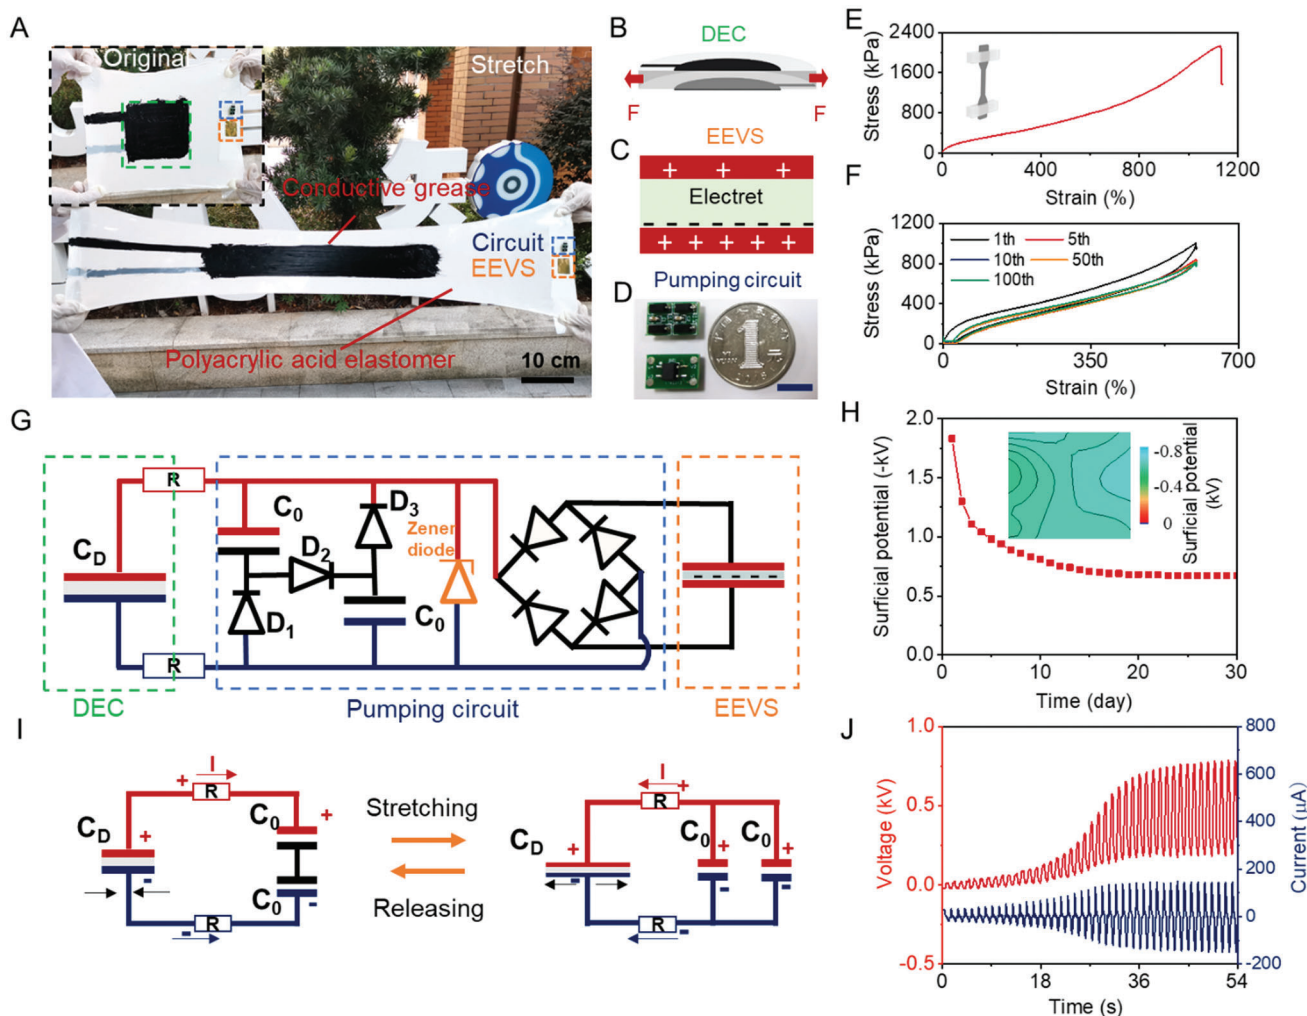 A
Original
Stretch
Conductive grease
Circuit
EEVS
Polyacrylic acid elastomer
10 cm
B
DEC
F
F
EEVS
C
+ + +
Electret
+ + + + + +
Pumping circuit
D
1
E
Stress (kPa)
2400
1800
1200
600
0
0 400 800 1200
Strain (%)
F
Stress (kPa)
1200
800
400
0
1th 5th
10th 50th
100th
0 350 700
Strain (%)
G
R
C0
D3
Zener
diode
CD
D2
D1
C0
R
DEC
Pumping circuit
EEVS
H
Surficial potential (-kV)
2.0
1.5
1.0
0.5
0.0
-0.8
-0.4
0
Surficial potential
(kV)
0 10 20 30
Time (day)
I
I
+ R
C0 +
CD
+
-
C0
-
R
-
Stretching
Releasing
I
R +
C0 C0
CD
+ + +
- - -
R
-
J
Voltage (kV)
1.0
0.5
0.0
-0.5
800
600
400
200
0
-200
Current (μA)
0 18 36 54
Time (s)